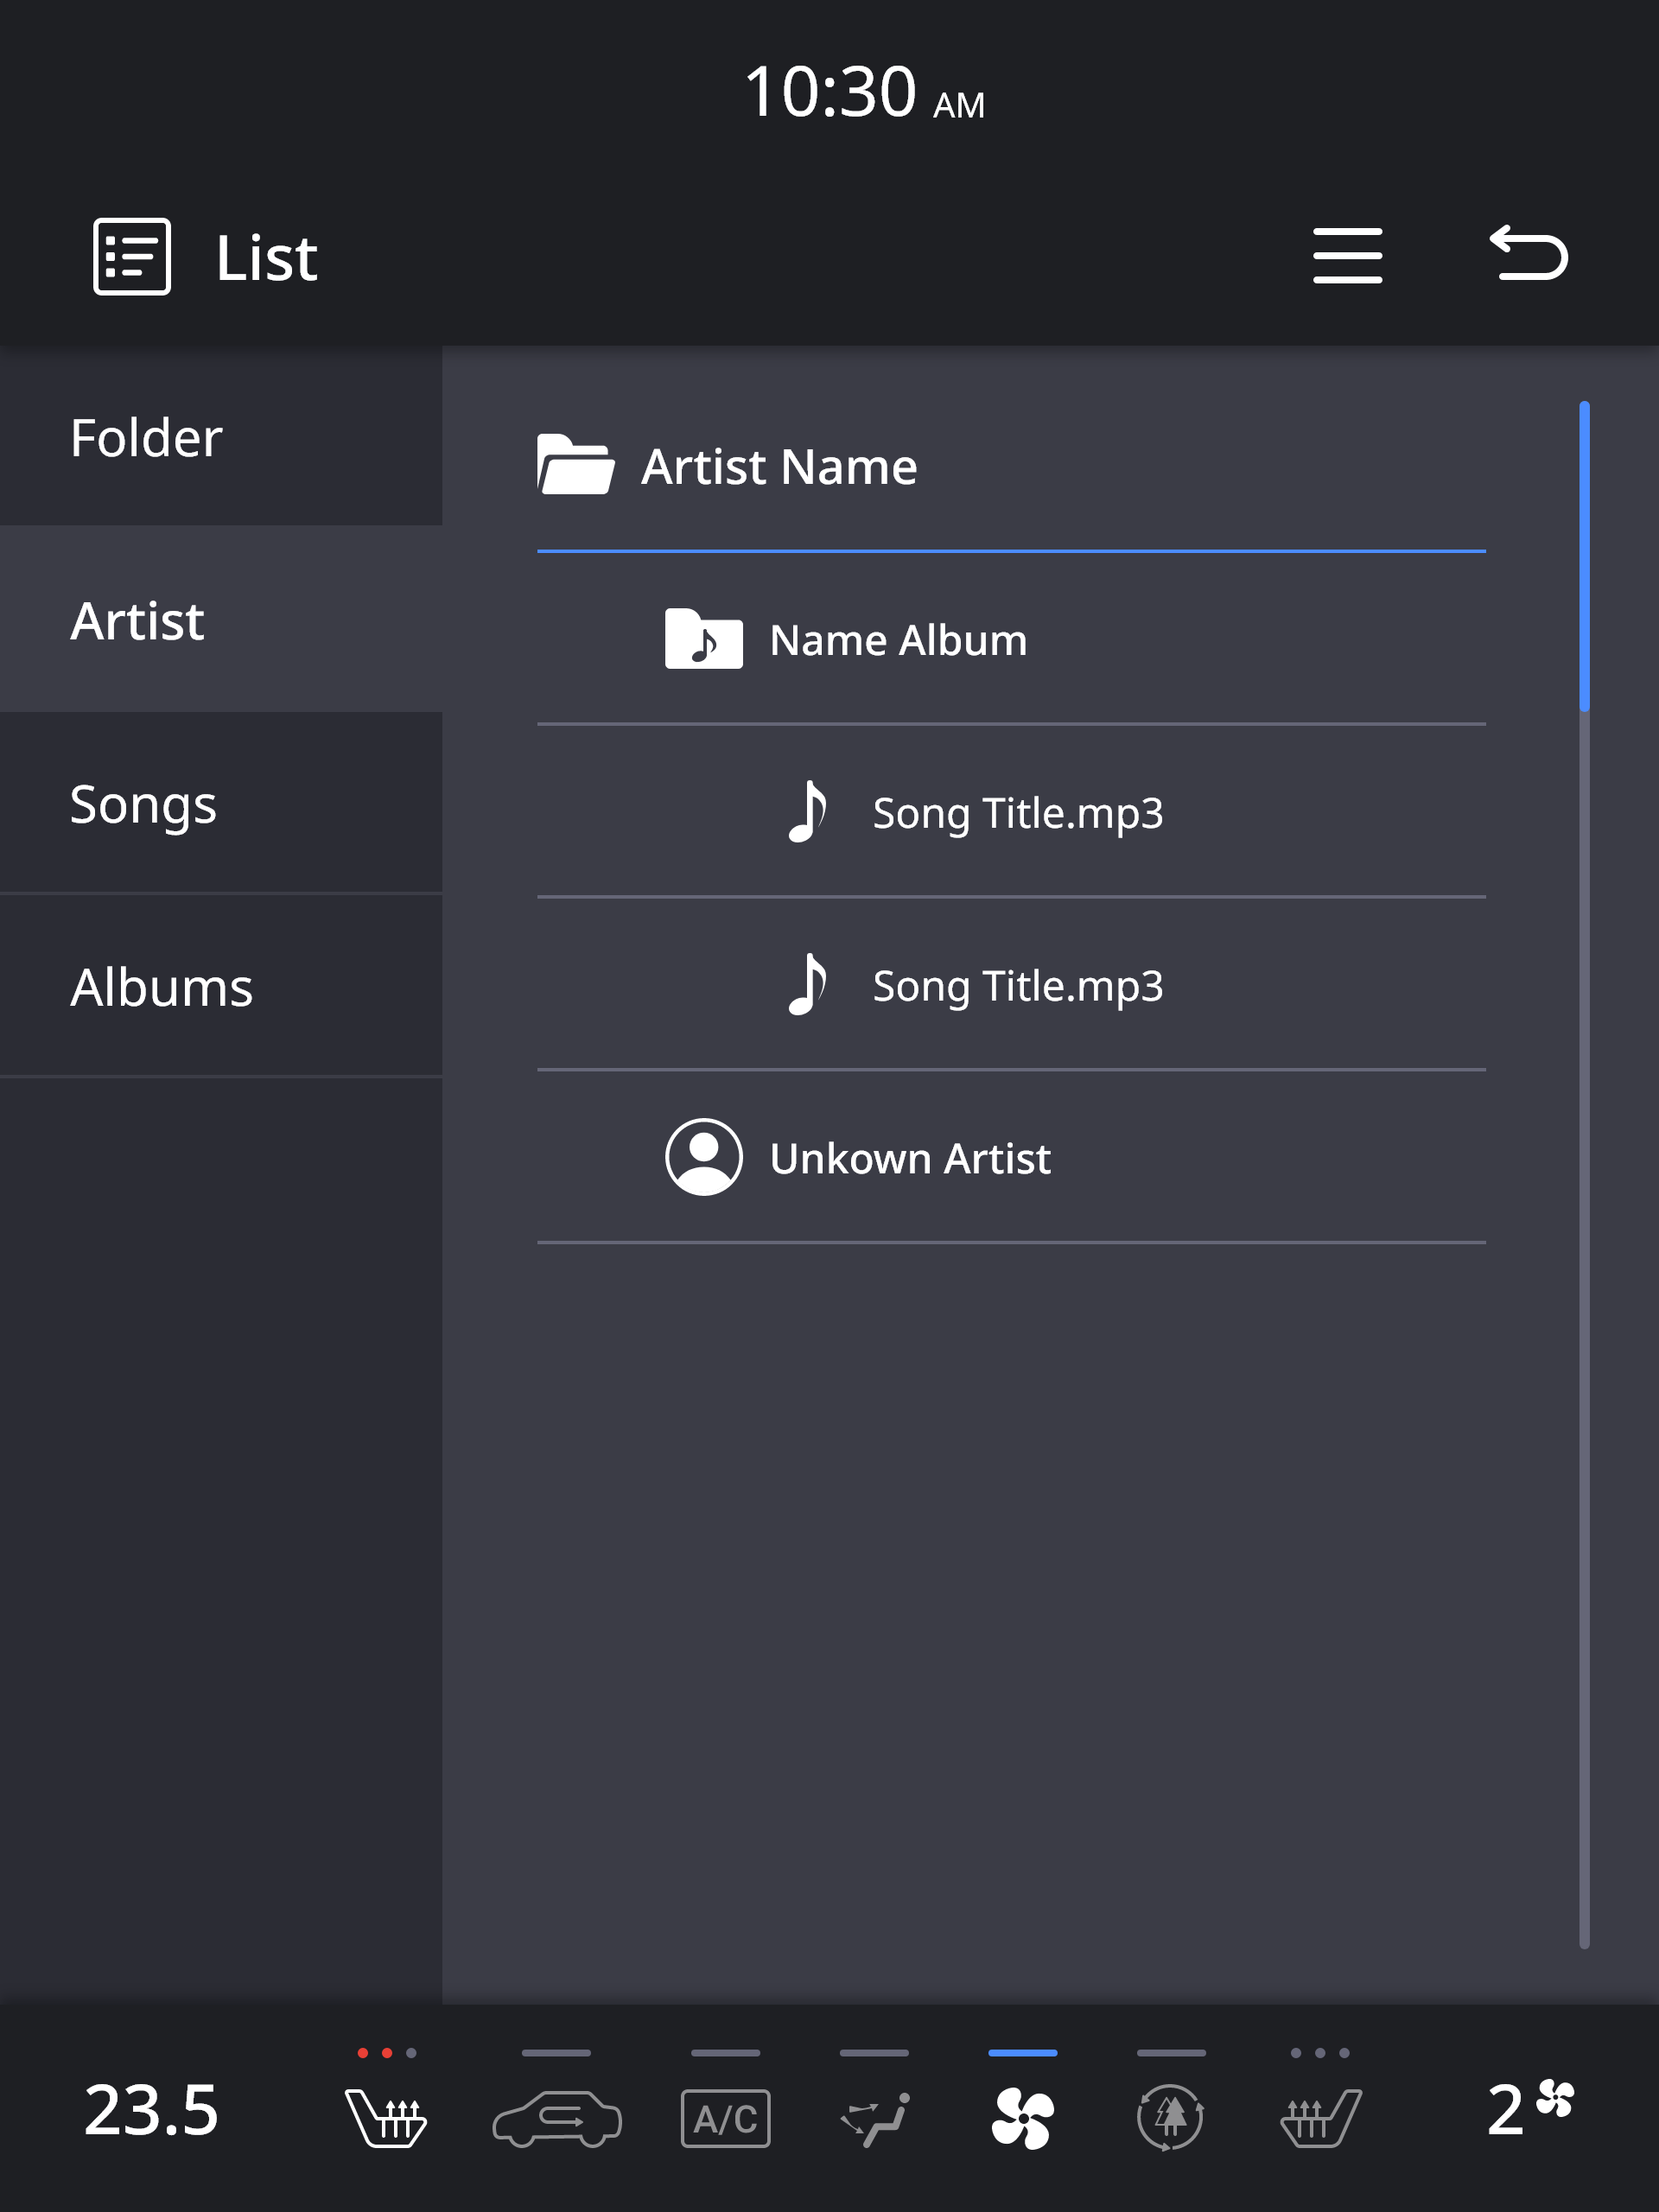 10:30 AM
List
Folder
Artist
Songs
Albums
Artist Name
Name Album
Song Title.mp3
Song Title.mp3
Unkown Artist
23.5
A/C
2